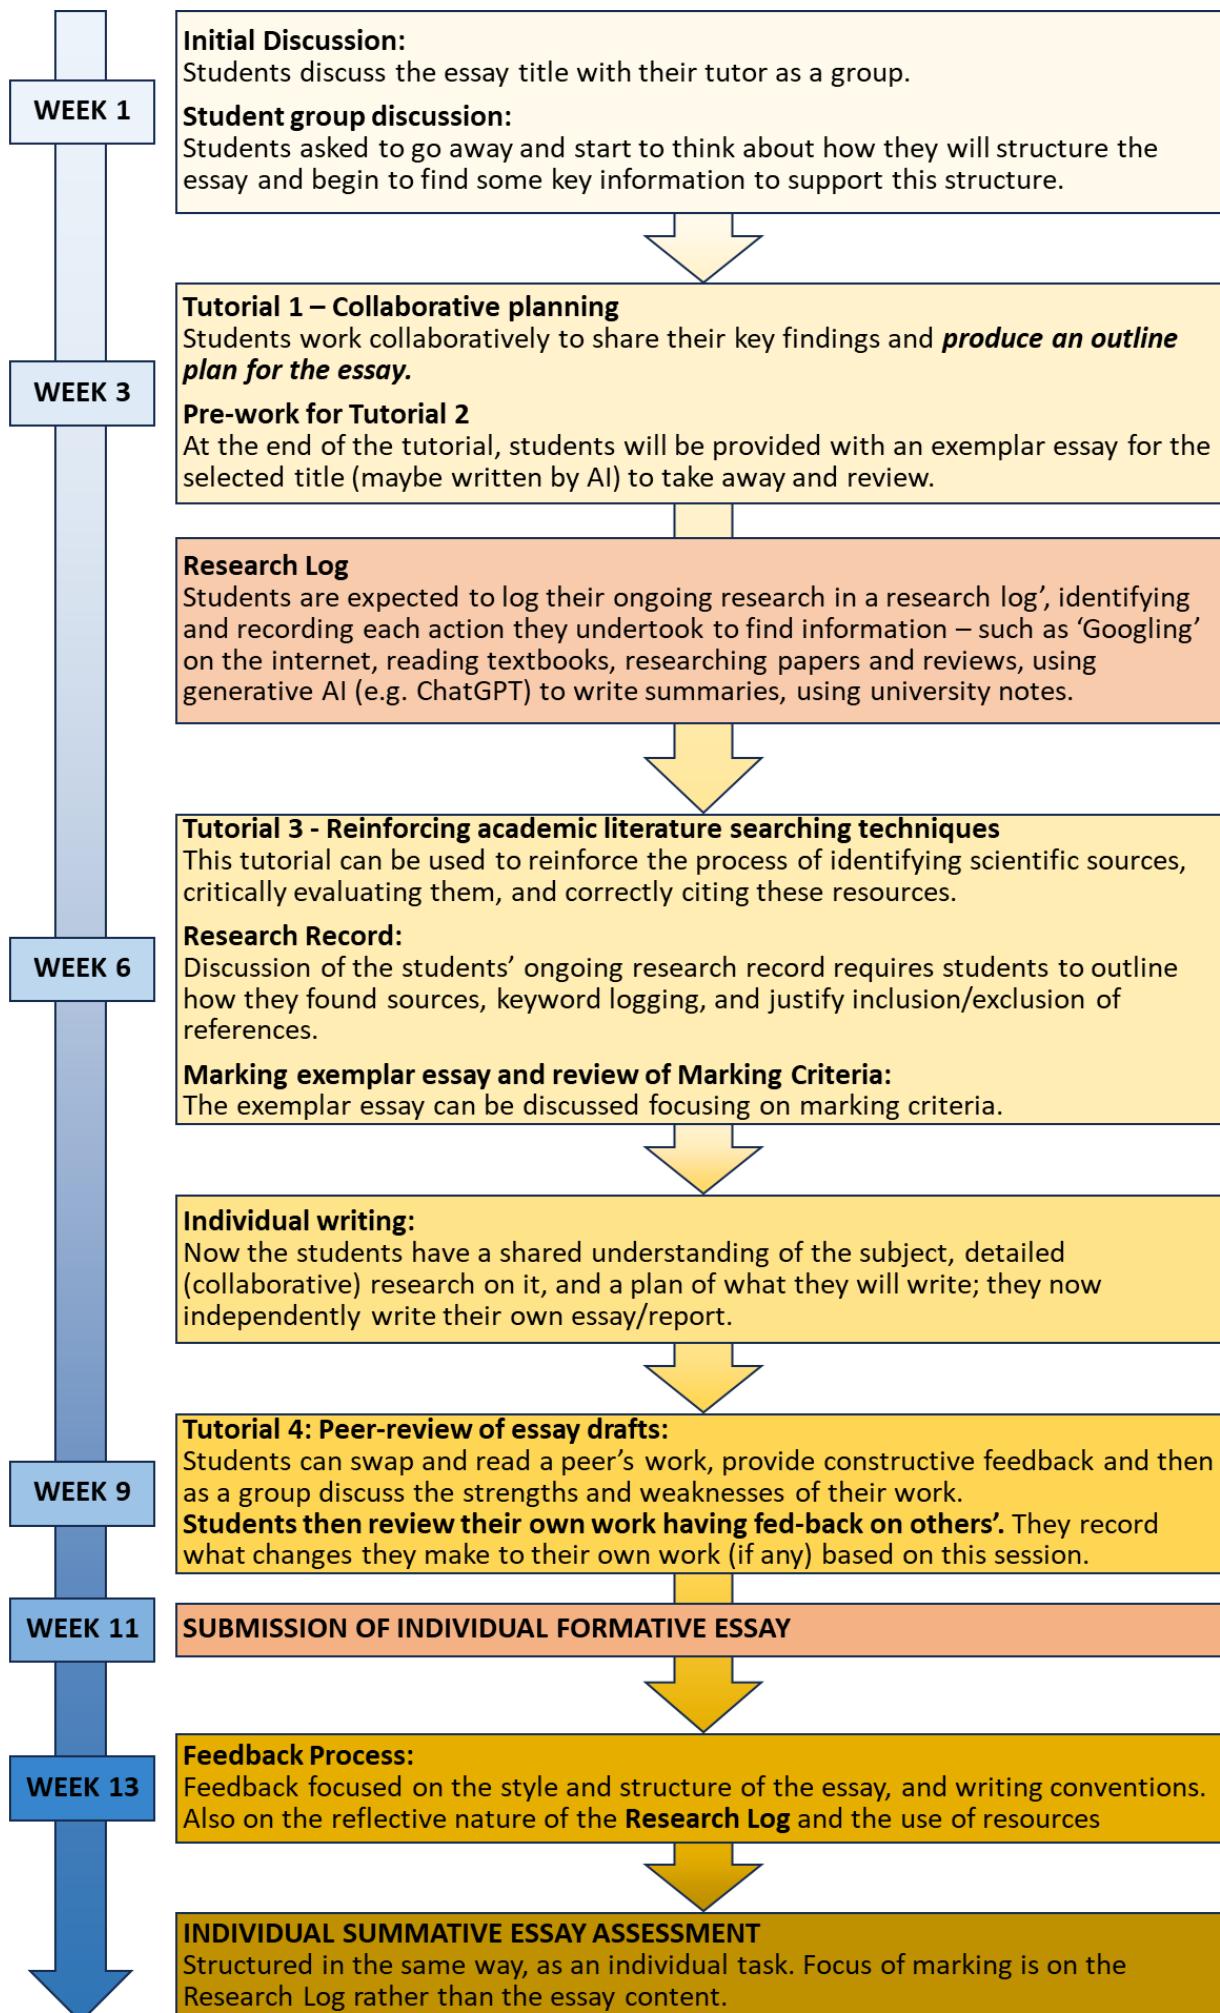 WEEK 1
Initial Discussion:
Students discuss the essay title with their tutor as a group.
Student group discussion:
Students asked to go away and start to think about how they will structure the
essay and begin to find some key information to support this structure.
WEEK 3
Tutorial 1 – Collaborative planning
Students work collaboratively to share their key findings and produce an outline
plan for the essay.
Pre-work for Tutorial 2
At the end of the tutorial, students will be provided with an exemplar essay for the
selected title (maybe written by AI) to take away and review.
Research Log
Students are expected to log their ongoing research in a research log’, identifying
and recording each action they undertook to find information – such as ‘Googling’
on the internet, reading textbooks, researching papers and reviews, using
generative AI (e.g. ChatGPT) to write summaries, using university notes.
WEEK 6
Tutorial 3 - Reinforcing academic literature searching techniques
This tutorial can be used to reinforce the process of identifying scientific sources,
critically evaluating them, and correctly citing these resources.
Research Record:
Discussion of the students’ ongoing research record requires students to outline
how they found sources, keyword logging, and justify inclusion/exclusion of
references.
Marking exemplar essay and review of Marking Criteria:
The exemplar essay can be discussed focusing on marking criteria.
Individual writing:
Now the students have a shared understanding of the subject, detailed
(collaborative) research on it, and a plan of what they will write; they now
independently write their own essay/report.
WEEK 9
Tutorial 4: Peer-review of essay drafts:
Students can swap and read a peer’s work, provide constructive feedback and then
as a group discuss the strengths and weaknesses of their work.
Students then review their own work having fed-back on others’. They record
what changes they make to their own work (if any) based on this session.
WEEK 11
SUBMISSION OF INDIVIDUAL FORMATIVE ESSAY
WEEK 13
Feedback Process:
Feedback focused on the style and structure of the essay, and writing conventions.
Also on the reflective nature of the Research Log and the use of resources
INDIVIDUAL SUMMATIVE ESSAY ASSESSMENT
Structured in the same way, as an individual task. Focus of marking is on the
Research Log rather than the essay content.